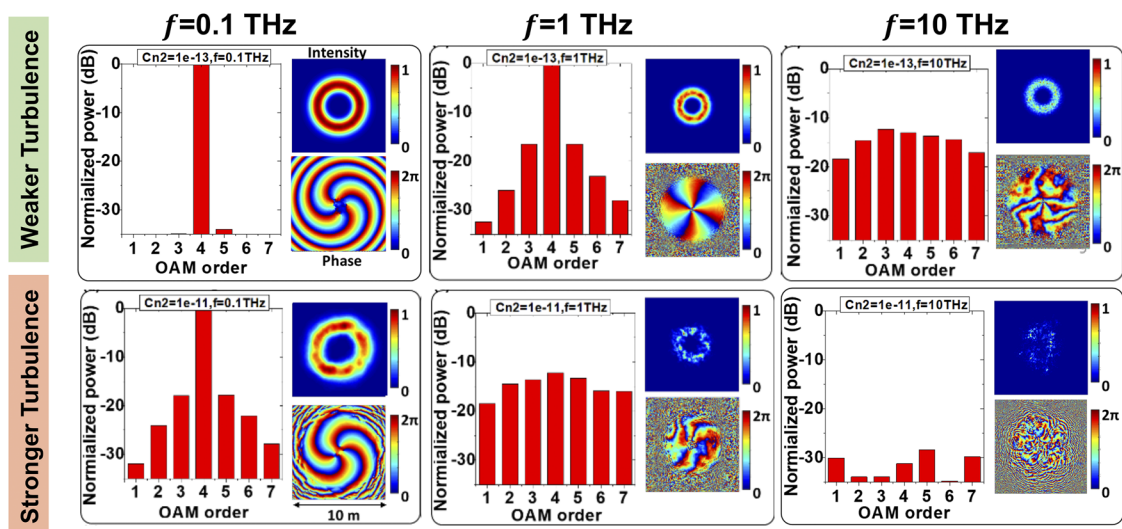 f=0.1 THz
f=1 THz
f=10 THz
Weaker Turbulence
Normalized power (dB)
Cn2=1e-13,f=0.1THz
0
-10
-20
-30
1 2 3 4 5 6 7
OAM order
Intensity
1
0
2π
0
Phase
Normalized power (dB)
Cn2=1e-13,f=1THz
0
-10
-20
-30
1 2 3 4 5 6 7
OAM order
1
0
2π
0
Normalized power (dB)
Cn2=1e-13,f=10THz
0
-10
-20
-30
1 2 3 4 5 6 7
OAM order
1
0
2π
0
Stronger Turbulence
Normialized power (dB)
Cn2=1e-11,f=0.1THz
0
-10
-20
-30
1 2 3 4 5 6 7
OAM order
1
0
2π
0
10 m
Normialized power (dB)
Cn2=1e-11,f=1THz
0
-10
-20
-30
1 2 3 4 5 6 7
OAM order
1
0
2π
0
Normialized power (dB)
Cn2=1e-11,f=10THz
0
-10
-20
-30
1 2 3 4 5 6 7
OAM order
1
0
2π
0